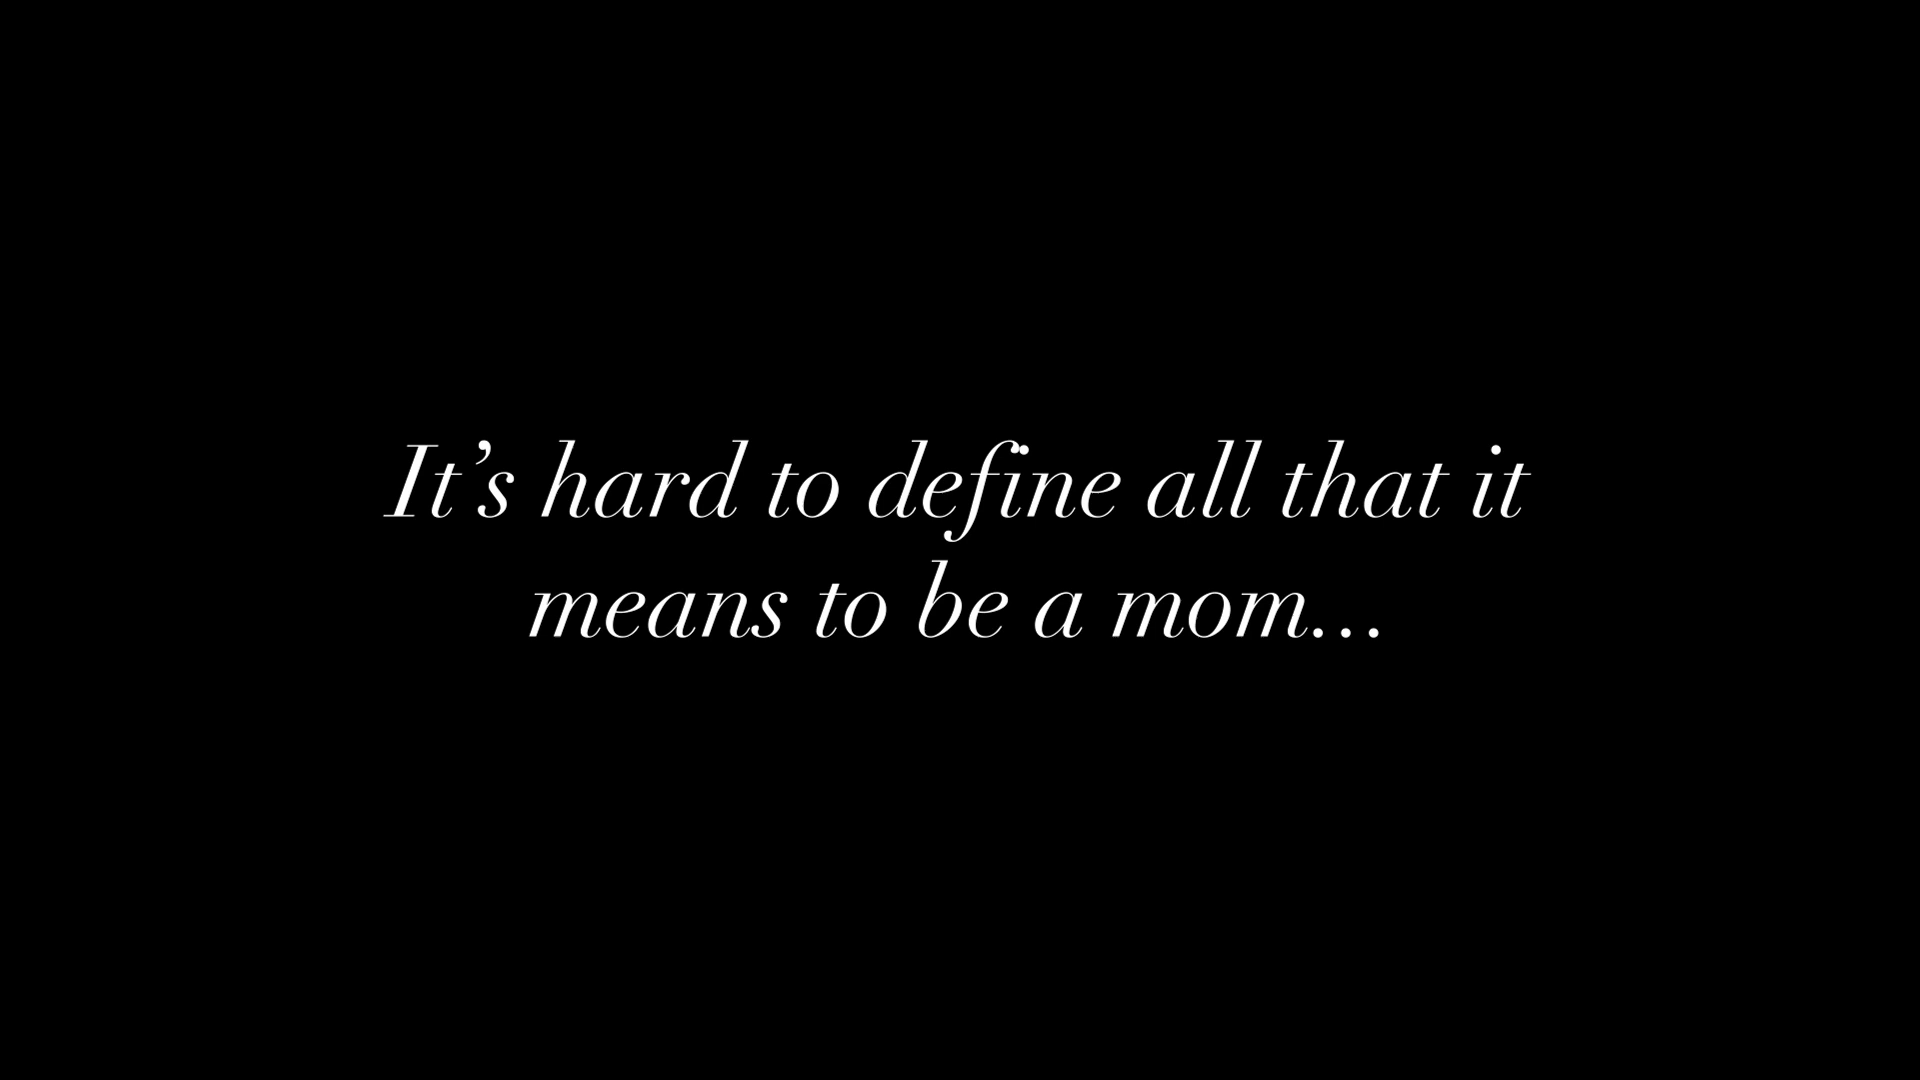 It’s hard to define all that it
means to be a mom...